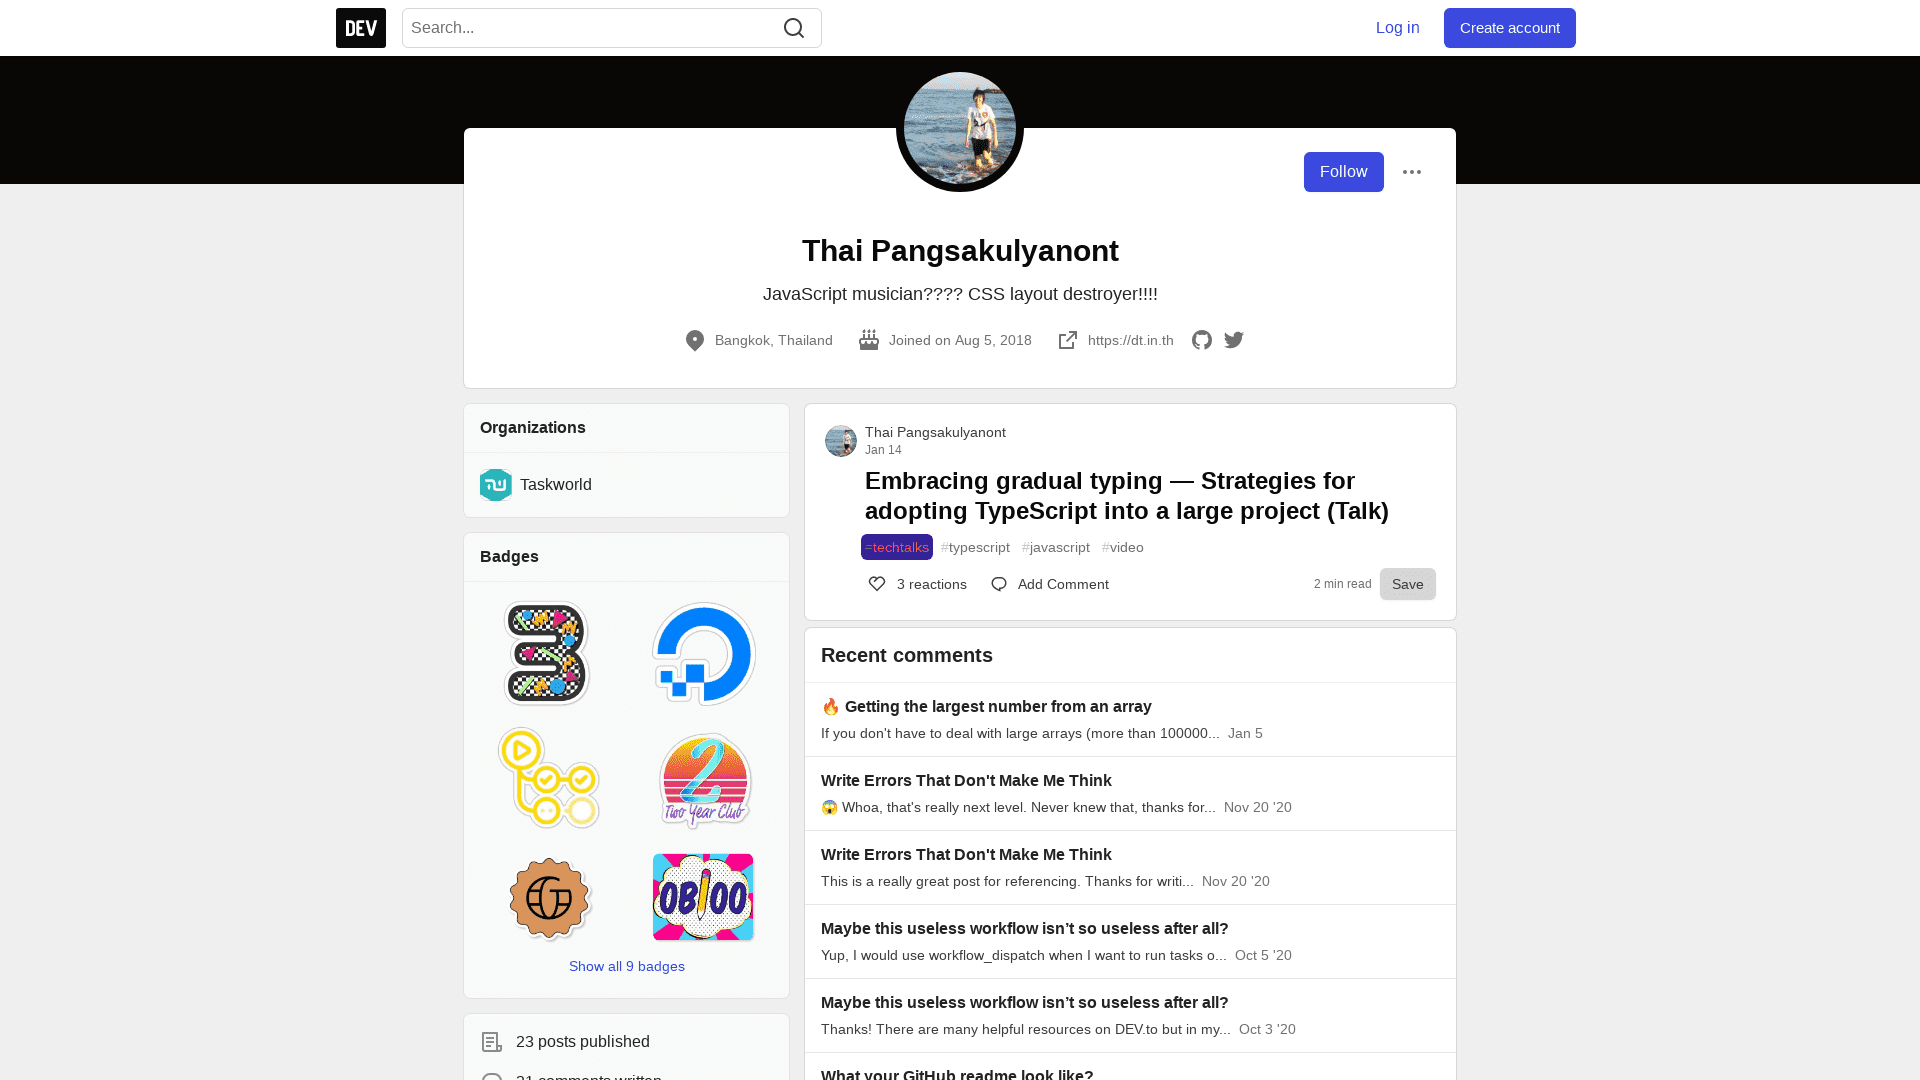 DEV
Search...
Log in
Create account
Follow
Thai Pangsakulyanont
JavaScript musician???? CSS layout destroyer!!!!
Bangkok, Thailand
Joined on Aug 5, 2018
https://dt.in.th
Organizations
Taskworld
Badges
2
Two Year Club
OB100
Show all 9 badges
23 posts published
21 comments written
Thai Pangsakulyanont
Jan 14
Embracing gradual typing — Strategies for
adopting TypeScript into a large project (Talk)
#techtalks #typescript #javascript #video
3 reactions
Add Comment
2 min read
Save
Recent comments
🔥 Getting the largest number from an array
If you don't have to deal with large arrays (more than 100000... Jan 5
Write Errors That Don't Make Me Think
😱 Whoa, that's really next level. Never knew that, thanks for... Nov 20 '20
Write Errors That Don't Make Me Think
This is a really great post for referencing. Thanks for writi... Nov 20 '20
Maybe this useless workflow isn’t so useless after all?
Yup, I would use workflow_dispatch when I want to run tasks o... Oct 5 '20
Maybe this useless workflow isn’t so useless after all?
Thanks! There are many helpful resources on DEV.to but in my... Oct 3 '20
What your GitHub readme look like?